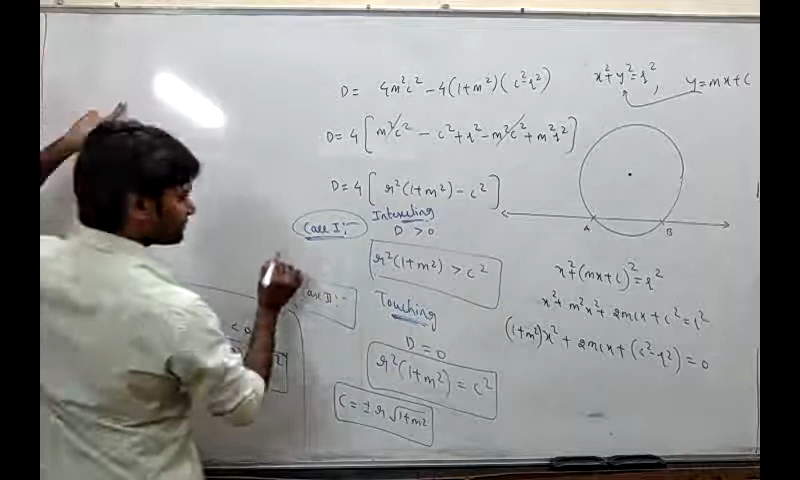 x²+y²=r², y=mx+c
A B
x²+(mx+c)²=r²
x²+m²x²+2mcx+c²=r²
(1+m²)x²+2mcx+(c²-r²)=0
D= 4m²c²-4(1+m²)(c²-r²)
D=4[m²c²-c²+r²-m²c²+m²r²]
D=4[r²(1+m²)-c²]
Case I:- Intersecting
D>0
r²(1+m²)>c²
Case II:- Touching
D=0
r²(1+m²)=c²
c=±r√1+m²
<0